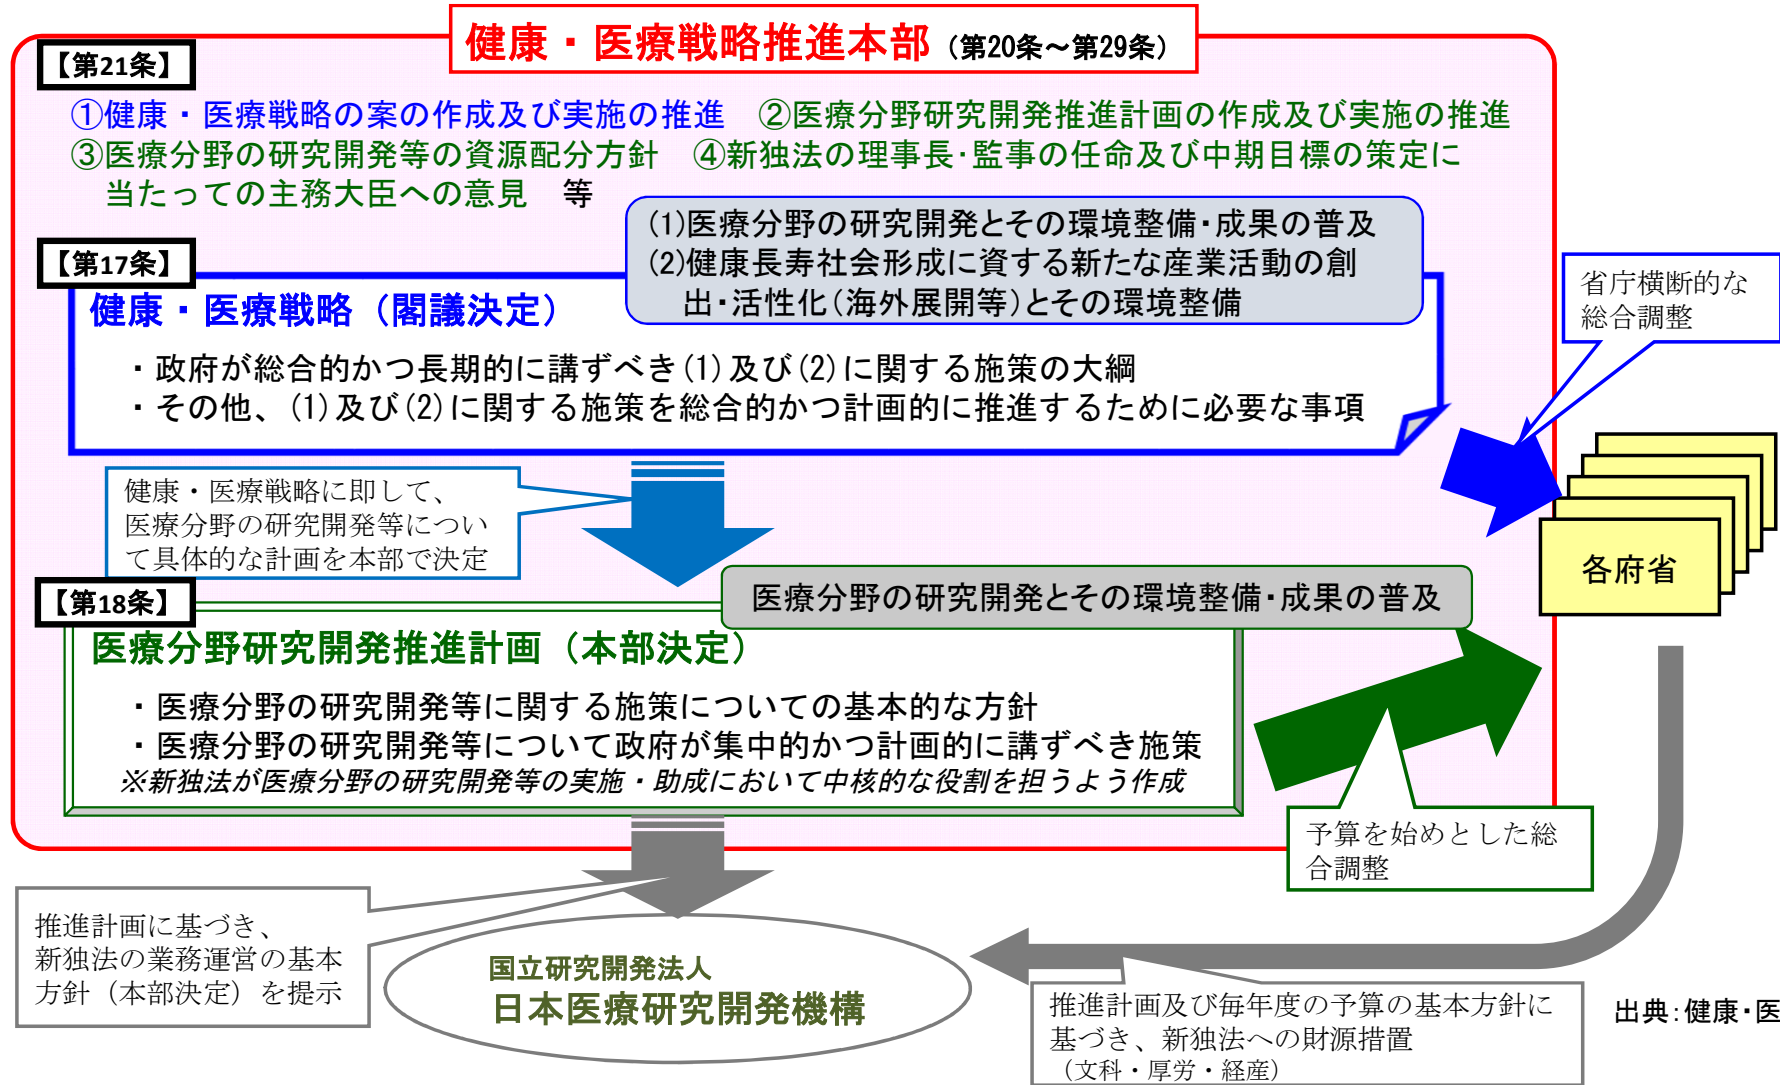 健康・医療戦略推進本部（第20条～第29条）
【第21条】
①健康・医療戦略の案の作成及び実施の推進　②医療分野研究開発推進計画の作成及び実施の推進
③医療分野の研究開発等の資源配分方針　④新独法の理事長･監事の任命及び中期目標の策定に
当たっての主務大臣への意見　等
(1)医療分野の研究開発とその環境整備･成果の普及
(2)健康長寿社会形成に資する新たな産業活動の創
出･活性化(海外展開等)とその環境整備
【第17条】
健康・医療戦略（閣議決定）
・政府が総合的かつ長期的に講ずべき(1)及び(2)に関する施策の大綱
・その他、(1)及び(2)に関する施策を総合的かつ計画的に推進するために必要な事項
省庁横断的な
総合調整
健康・医療戦略に即して、
医療分野の研究開発等につい
て具体的な計画を本部で決定
各府省
【第18条】
医療分野の研究開発とその環境整備･成果の普及
医療分野研究開発推進計画（本部決定）
・医療分野の研究開発等に関する施策についての基本的な方針
・医療分野の研究開発等について政府が集中的かつ計画的に講ずべき施策
※新独法が医療分野の研究開発等の実施・助成において中核的な役割を担うよう作成
予算を始めとした総
合調整
推進計画に基づき、
新独法の業務運営の基本
方針（本部決定）を提示
国立研究開発法人
日本医療研究開発機構
推進計画及び毎年度の予算の基本方針に
基づき、新独法への財源措置
（文科・厚労・経産）
出典：健康･医